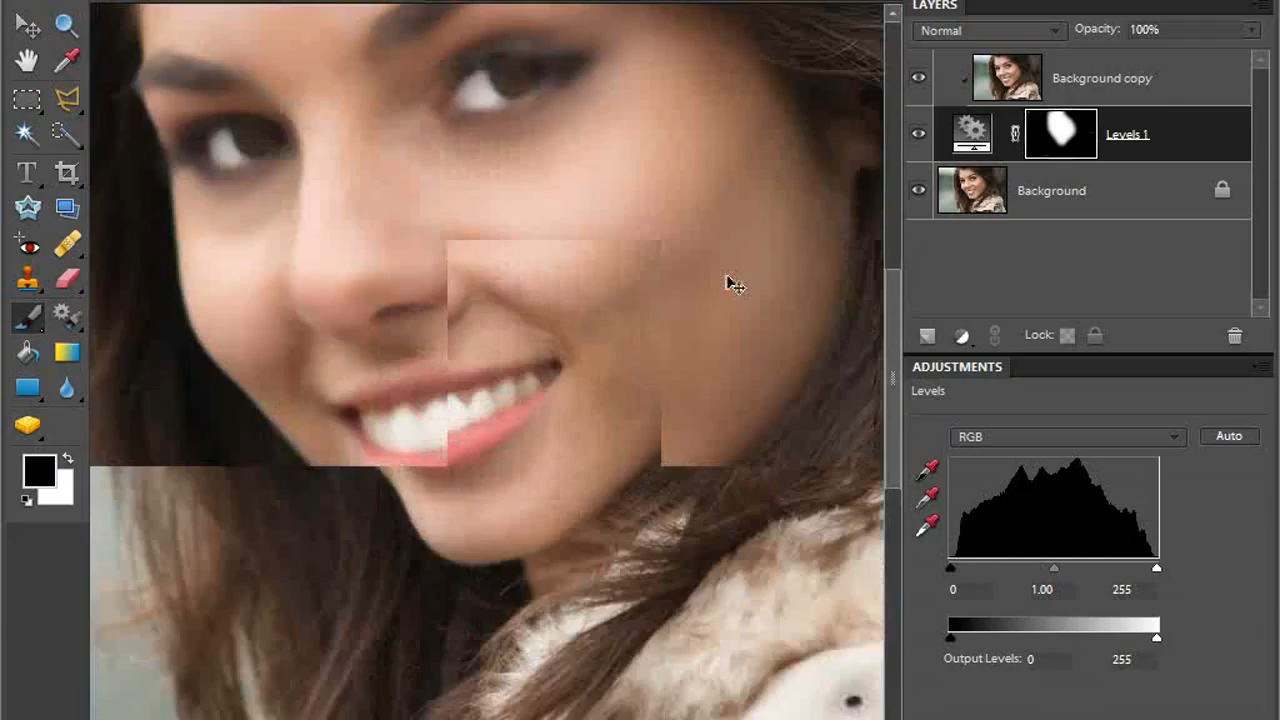 LAYERS
Normal Opacity: 100%
Background copy
Levels 1
Background
Lock:
ADJUSTMENTS
Levels
RGB Auto
0 1.00 255
Output Levels: 0 255
T